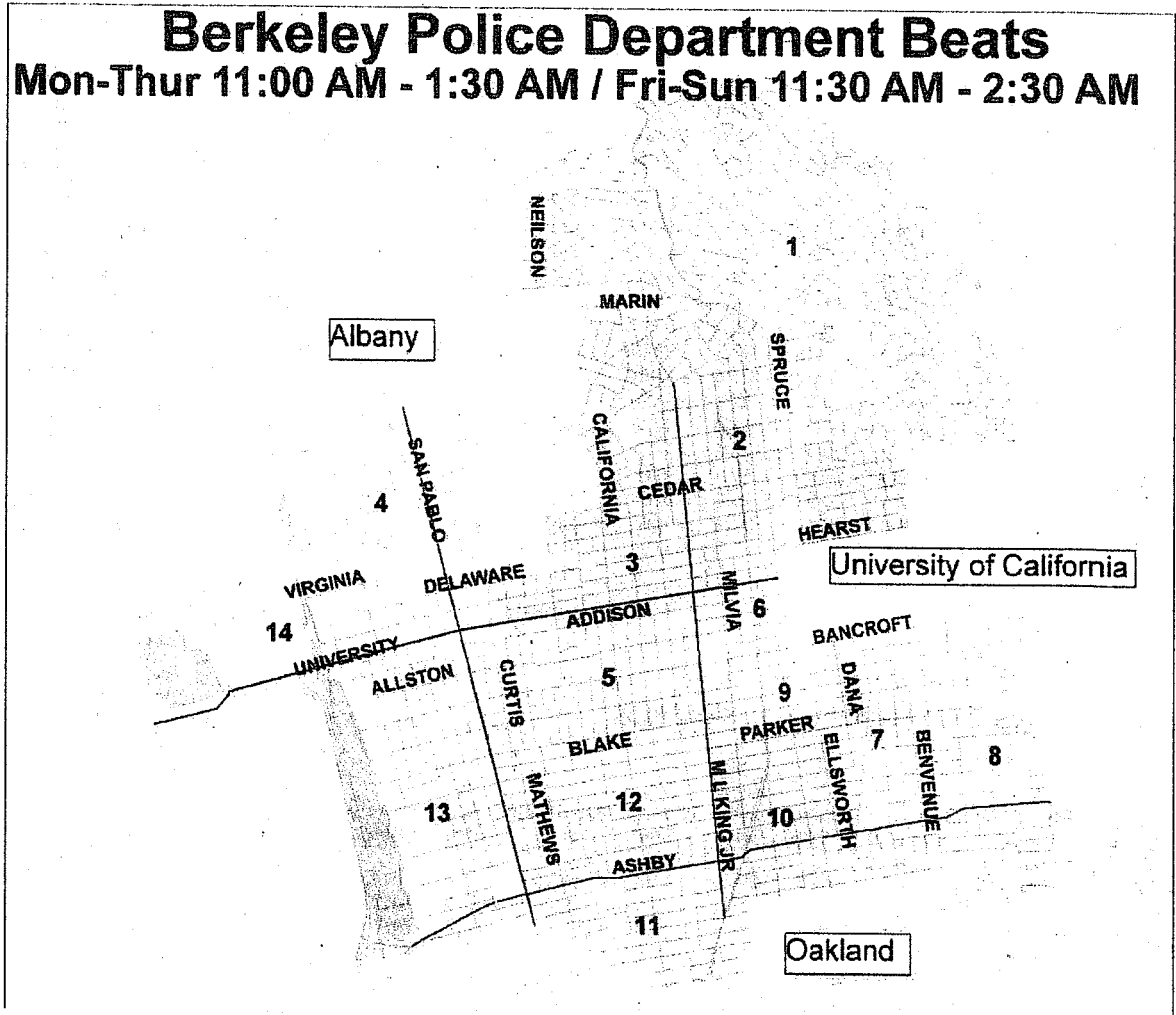 Berkeley Police Department Beats
Mon-Thur 11:00 AM - 1:30 AM / Fri-Sun 11:30 AM - 2:30 AM
NEILSON
1
MARIN
Albany
SPRUCE
CALIFORNIA
2
SAN PABLO
4
CEDAR
HEARST
3
University of California
VIRGINIA
DELAWARE
MILVIA
6
ADDISON
14
BANCROFT
UNIVERSITY
ALLSTON
CURTIS
5
9
DANA
PARKER
7
BLAKE
ELLSWORTH
BENVENUE
8
13
MATHEWS
12
M L KING JR
10
ASHBY
11
Oakland